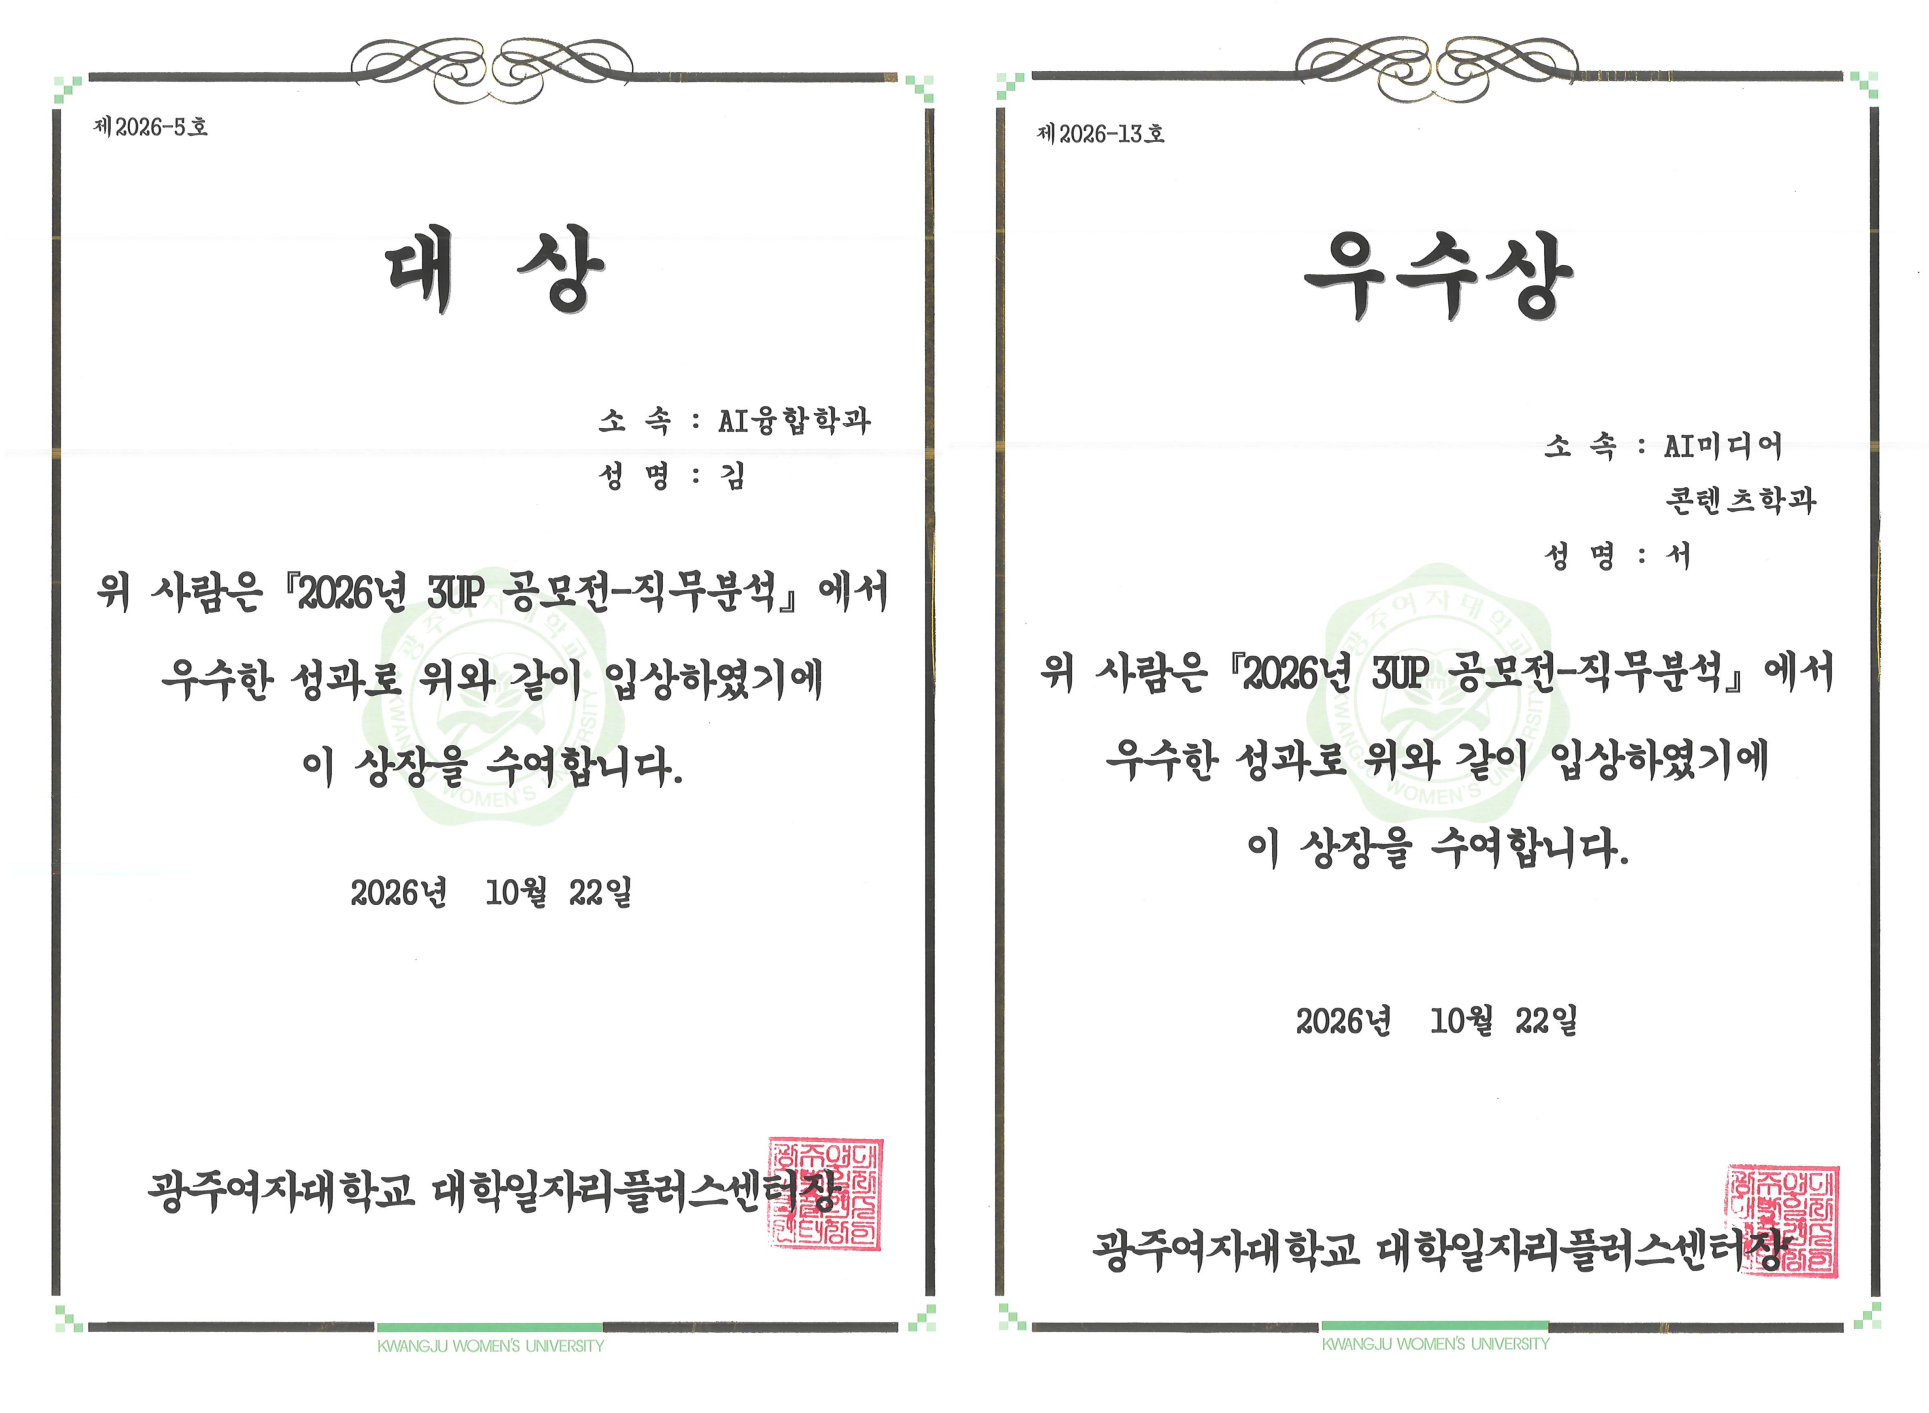 제2026-5호
대 상
소 속 : AI융합학과
성 명 : 김
위 사람은 『2026년 3UP 공모전-직무분석』 에서
우수한 성과로 위와 같이 입상하였기에
이 상장을 수여합니다.
2026년 10월 22일
광주여자대학교 대학일자리플러스센터장
KWANGJU WOMEN'S UNIVERSITY
제2026-13호
우수상
소 속 : AI미디어
콘텐츠학과
성 명 : 서
위 사람은 『2026년 3UP 공모전-직무분석』 에서
우수한 성과로 위와 같이 입상하였기에
이 상장을 수여합니다.
2026년 10월 22일
광주여자대학교 대학일자리플러스센터장
KWANGJU WOMEN'S UNIVERSITY